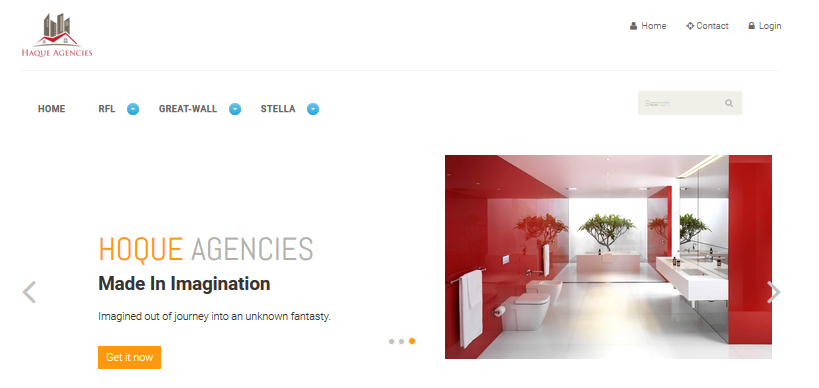 HAQUE AGENCIES
Home Contact Login
HOME RFL GREAT-WALL STELLA
Search
HOQUE AGENCIES
Made In Imagination
Imagined out of journey into an unknown fantasty.
Get it now